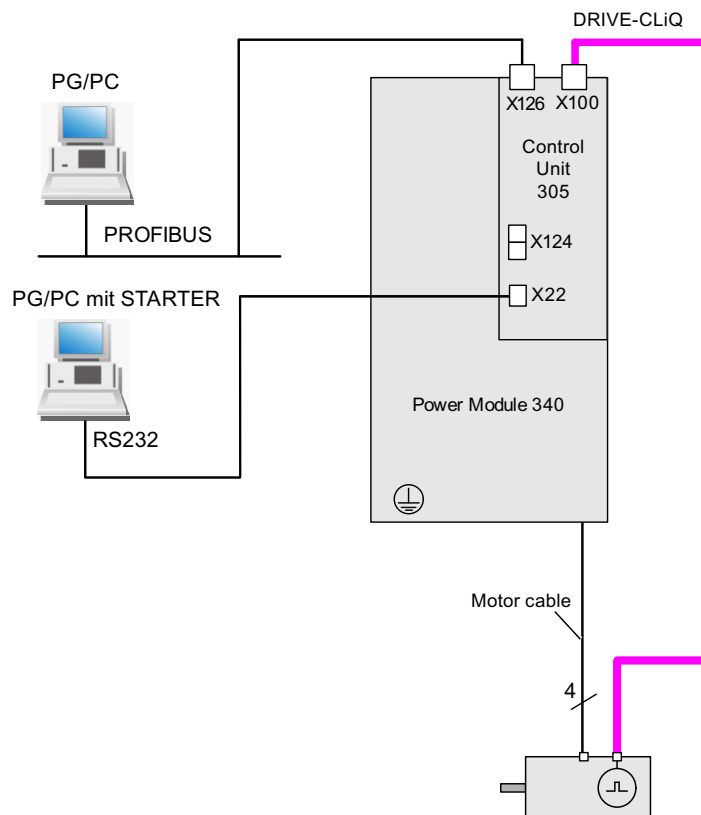 DRIVE-CLiQ
PG/PC
X126 X100
Control
Unit
305
PROFIBUS
X124
PG/PC mit STARTER
X22
Power Module 340
RS232
Motor cable
4